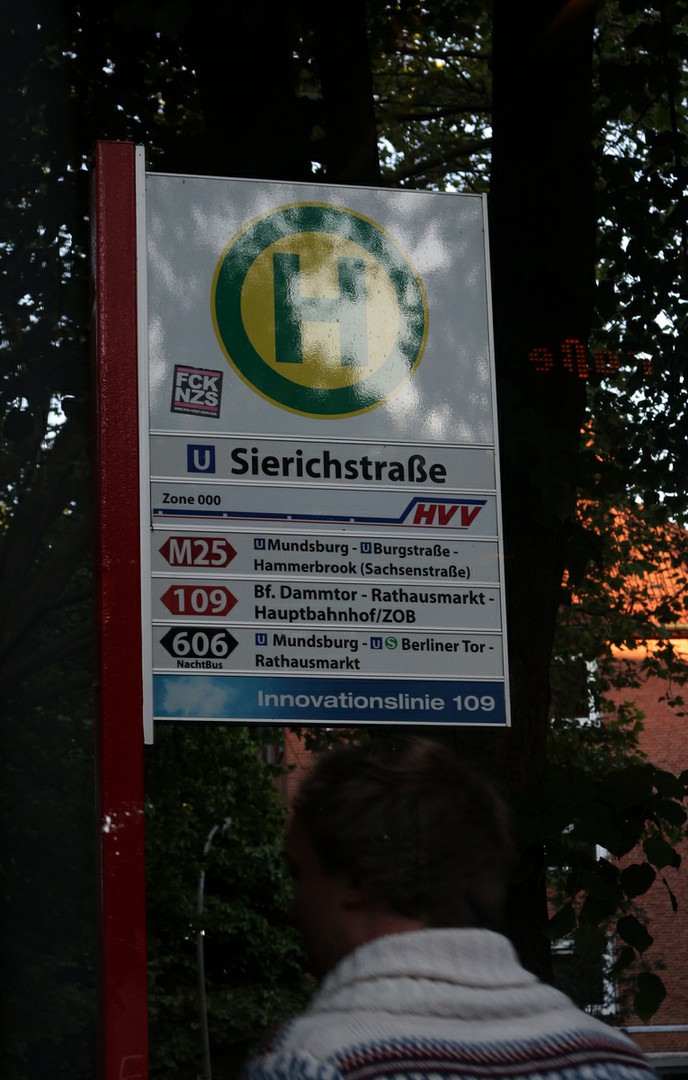 H
FCK
NZS
U Sierichstraße
Zone 000
HVV
M25 U Mundsburg - U Burgstraße -
Hammerbrook (Sachsenstraße)
109 Bf. Dammtor - Rathausmarkt -
Hauptbahnhof/ZOB
606 U Mundsburg - U S Berliner Tor -
NachtBus Rathausmarkt
Innovationslinie 109